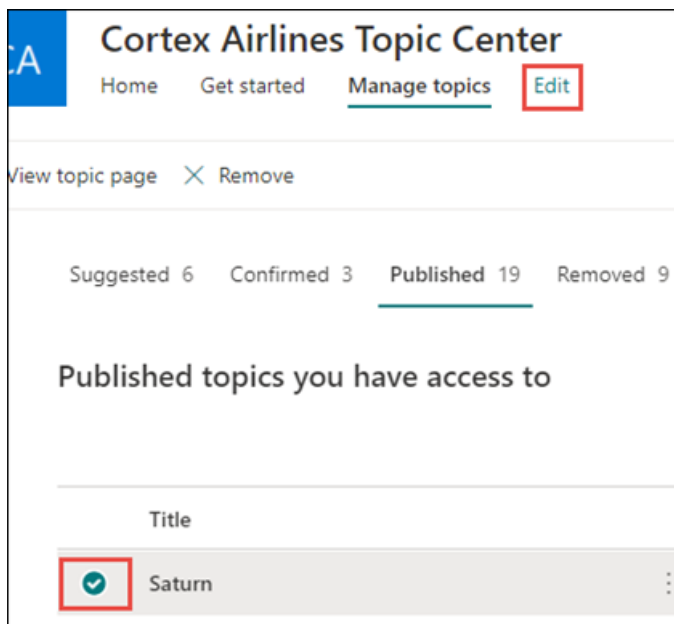 Cortex Airlines Topic Center
CA
Home Get started Manage topics Edit
View topic page Remove
Suggested 6 Confirmed 3 Published 19 Removed 9
Published topics you have access to
Title
Saturn